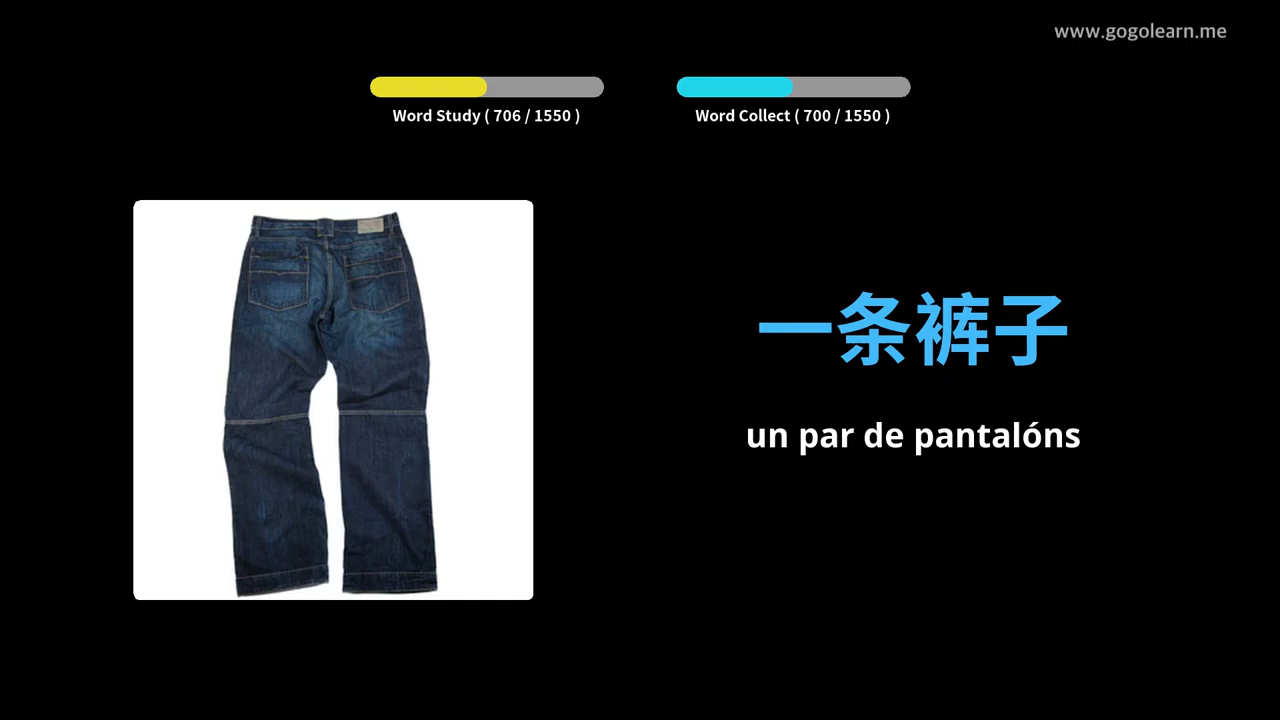 www.gogolearn.me
Word Study ( 706 / 1550 )
Word Collect ( 700 / 1550 )
一条裤子
un par de pantalóns